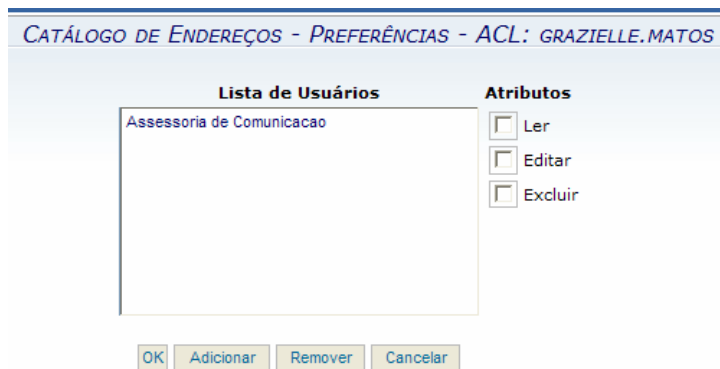 CATÁLOGO DE ENDEREÇOS - PREFERÊNCIAS - ACL: GRAZIELLE.MATOS
Lista de Usuários
Atributos
Assessoria de Comunicacao
Ler
Editar
Excluir
OK Adicionar Remover Cancelar